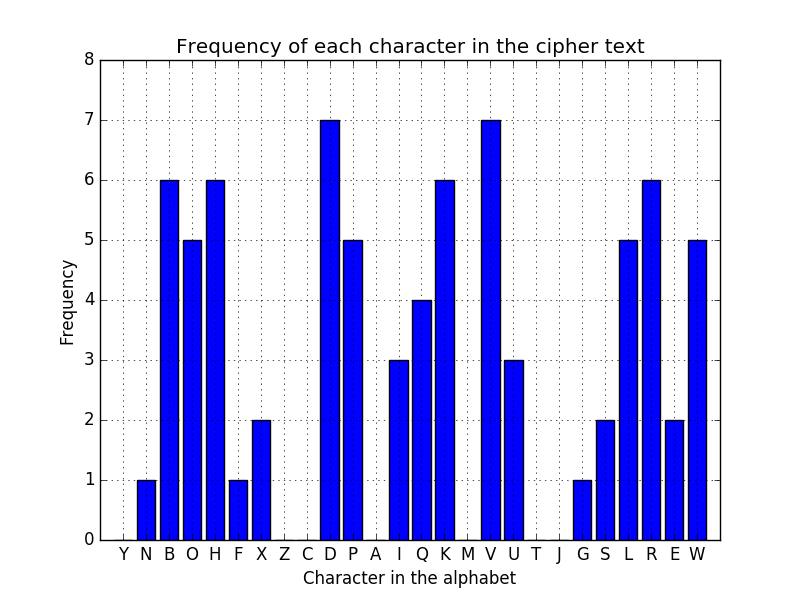 Frequency of each character in the cipher text
8
7
6
5
4
3
2
1
0
Frequency
Y N B O H F X Z C D P A I Q K M V U T J G S L R E W
Character in the alphabet